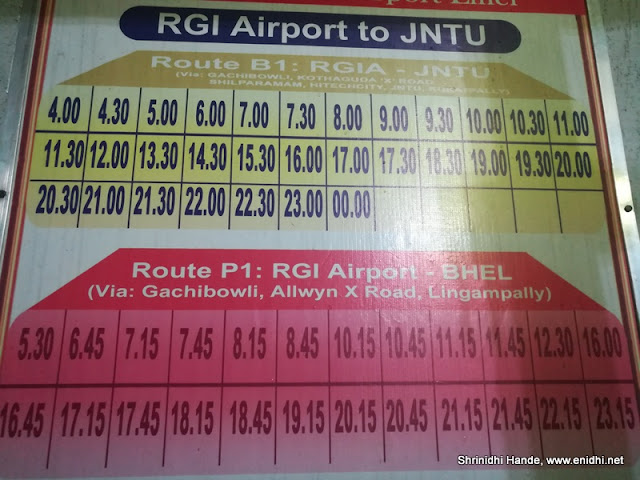 RGI Airport to JNTU
Route B1: RGIA - JNTU
(Via: GACHIBOWLI, KOTHAGUDA 'X' ROAD
SHILPARAMAM, HITECHCITY, JNTU, KUKATPALLY)
4.00 4.30 5.00 6.00 7.00 7.30 8.00 9.00 9.30 10.00 10.30 11.00
11.30 12.00 13.30 14.30 15.30 16.00 17.00 17.30 18.30 19.00 19.30 20.00
20.30 21.00 21.30 22.00 22.30 23.00 00.00
Route P1: RGI Airport - BHEL
(Via: Gachibowli, Allwyn X Road, Lingampally)
5.30 6.45 7.15 7.45 8.15 8.45 10.15 10.45 11.15 11.45 12.30 16.00
16.45 17.15 17.45 18.15 18.45 19.15 20.15 20.45 21.15 21.45 22.15 23.15
Shrinidhi Hande, www.enidhi.net